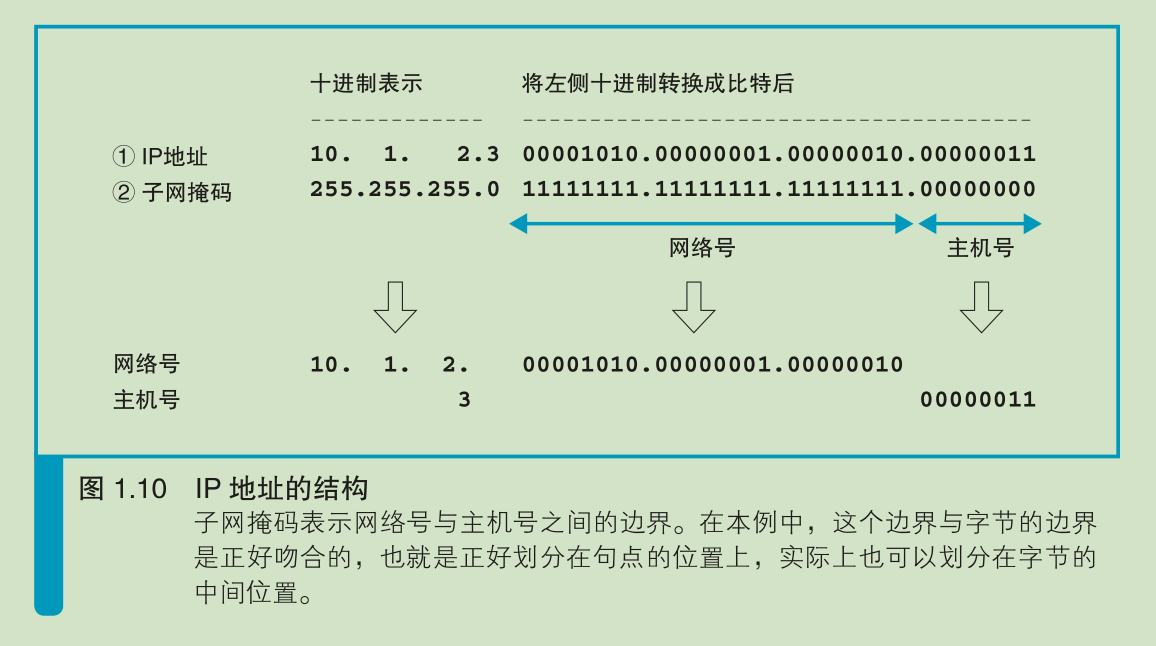 十进制表示 将左侧十进制转换成比特后
------------- --------------------------------------
① IP地址 10. 1. 2.3 00001010.00000001.00000010.00000011
② 子网掩码 255.255.255.0 11111111.11111111.11111111.00000000
网络号 主机号
网络号 10. 1. 2. 00001010.00000001.00000010
主机号 3 00000011
图 1.10 IP 地址的结构
子网掩码表示网络号与主机号之间的边界。在本例中，这个边界与字节的边界
是正好吻合的，也就是正好划分在句点的位置上，实际上也可以划分在字节的
中间位置。